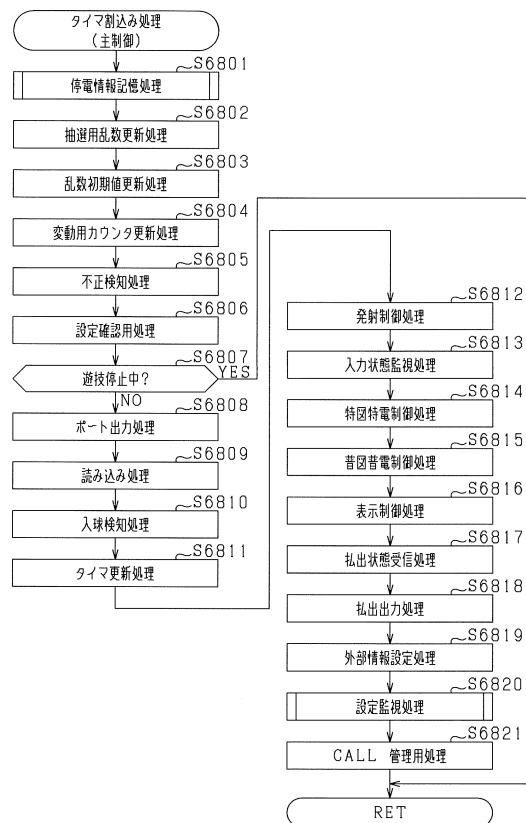 タイマ割込み処理
(主制御)
S6801
停電情報記憶処理
S6802
抽選用乱数更新処理
S6803
乱数初期値更新処理
S6804
変動用カウンタ更新処理
S6805
不正検知処理
S6806
設定確認用処理
S6807
遊技停止中?
YES
NO
S6808
ポート出力処理
S6809
読み込み処理
S6810
入球検知処理
S6811
タイマ更新処理
S6812
発射制御処理
S6813
入力状態監視処理
S6814
特図特電制御処理
S6815
普図普電制御処理
S6816
表示制御処理
S6817
払出状態受信処理
S6818
払出出力処理
S6819
外部情報設定処理
S6820
設定監視処理
S6821
CALL 管理用処理
RET